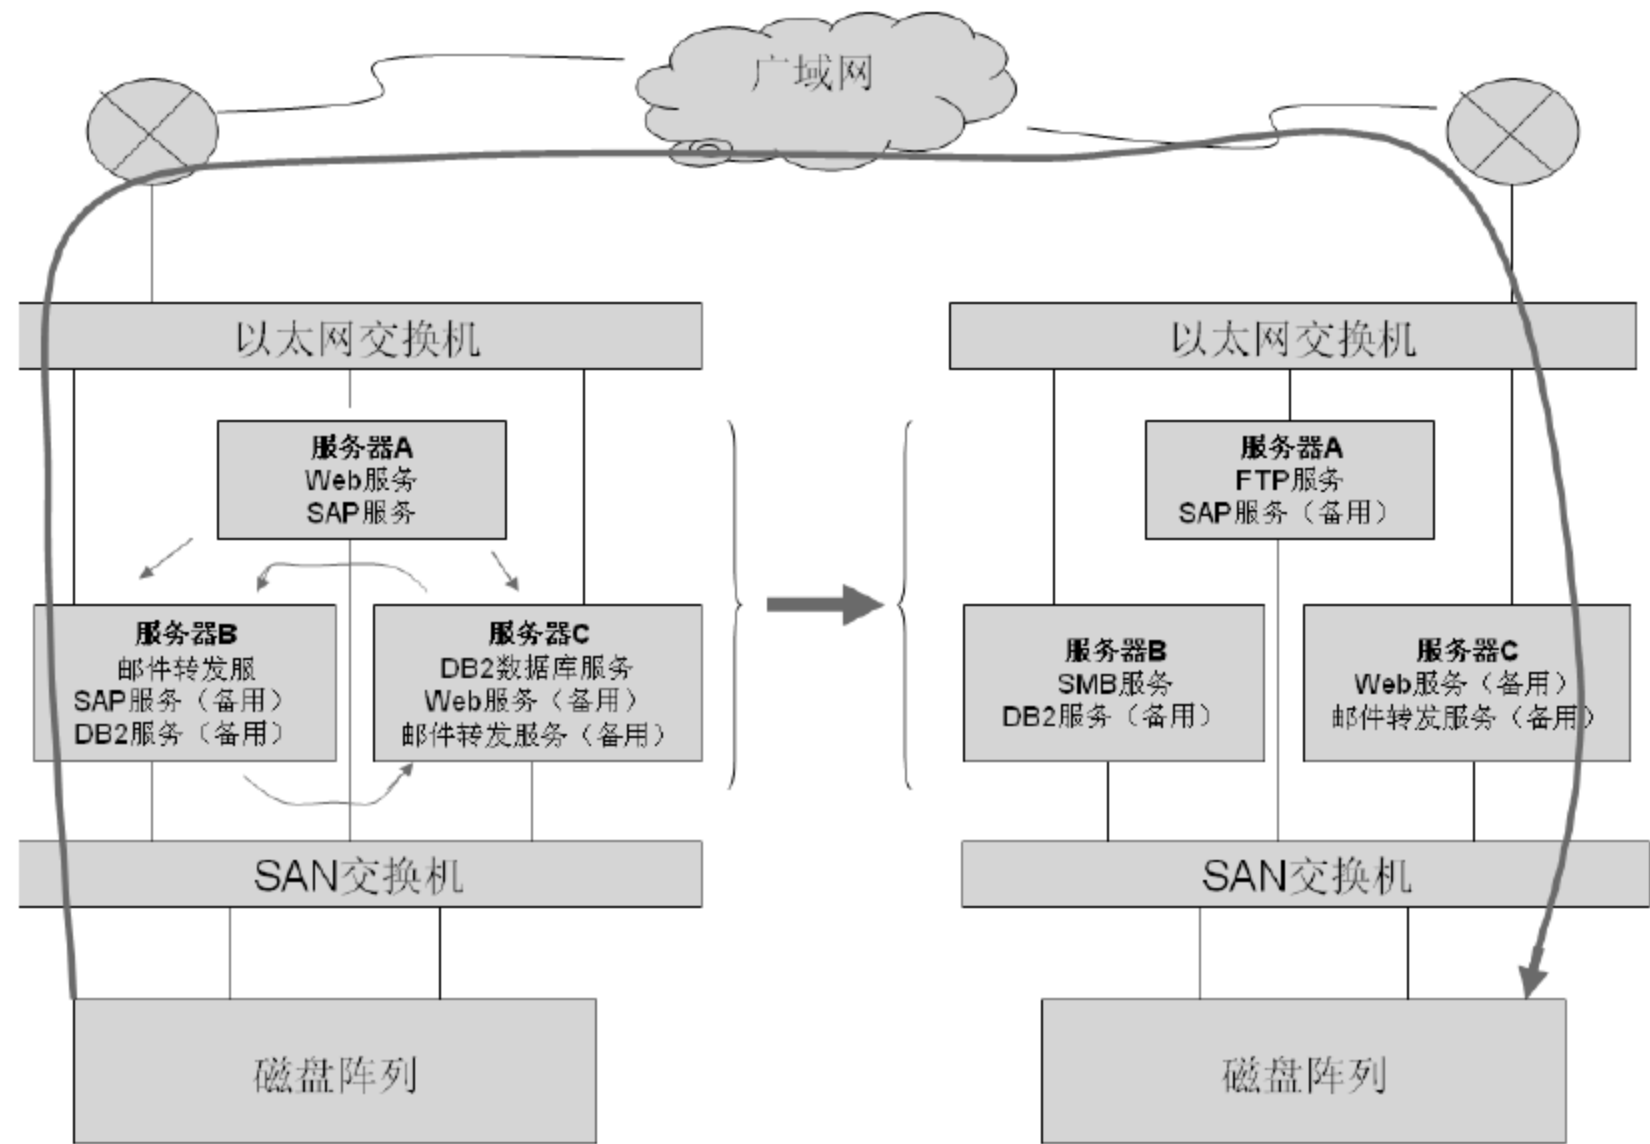 广域网
以太网交换机
以太网交换机
服务器A
Web服务
SAP服务
服务器A
FTP服务
SAP服务（备用）
服务器B
邮件转发服
SAP服务（备用）
DB2服务（备用）
服务器C
DB2数据库服务
Web服务（备用）
邮件转发服务（备用）
服务器B
SMB服务
DB2服务（备用）
服务器C
Web服务（备用）
邮件转发服务（备用）
SAN交换机
SAN交换机
磁盘阵列
磁盘阵列